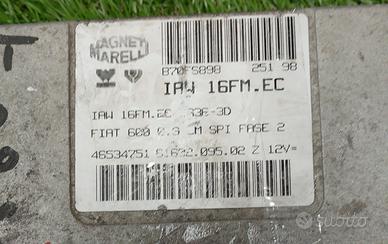 MAGNETI
MARELLI
B70FS898 251 98
IAW 16FM.EC
IAW 16FM.EC
FIAT 600 SPI FASE 2
46534751 12V=
subito